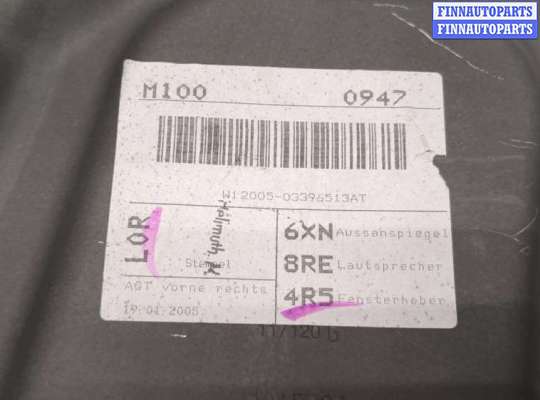 FINNAUTOPARTS
FINNAUTOPARTS
M100 0947
W12005-03396513AT
LOR
Stempel
6XN Aussenspiegel
8RE Lautsprecher
4R5 Fensterheber
AGT vorne rechts
19.01.2005